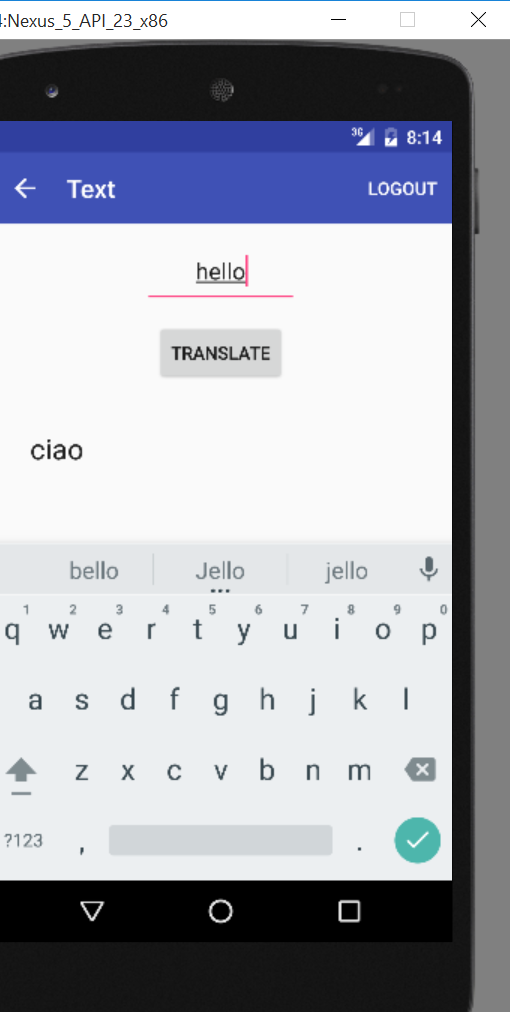 4:Nexus_5_API_23_x86
3G 8:14
Text LOGOUT
hello
TRANSLATE
ciao
bello Jello jello
1 2 3 4 5 6 7 8 9 0
q w e r t y u i o p
a s d f g h j k l
z x c v b n m
?123 , .